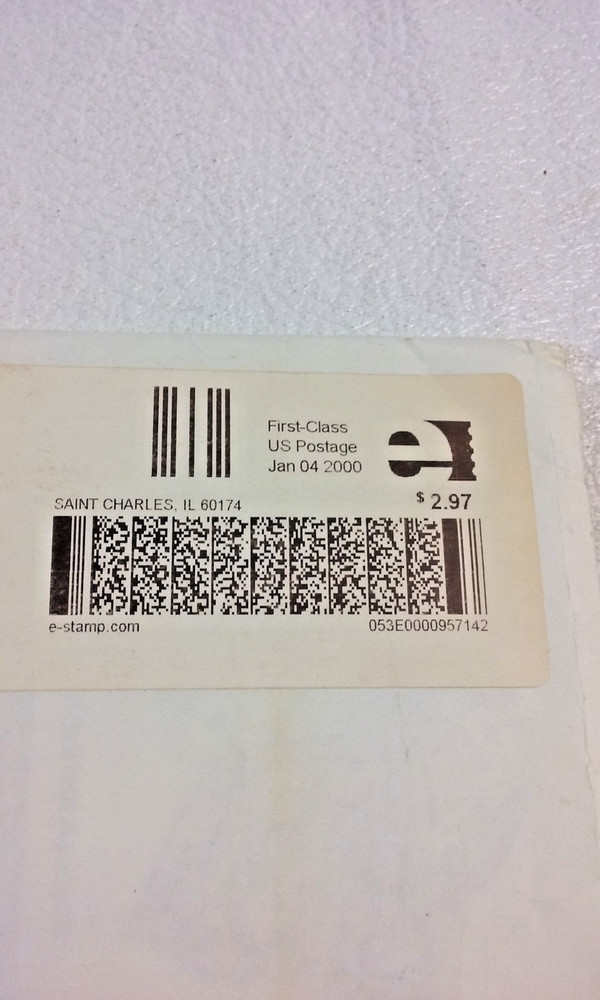 First-Class
US Postage
Jan 04 2000
e
SAINT CHARLES, IL 60174
$ 2.97
e-stamp.com
053E0000957142